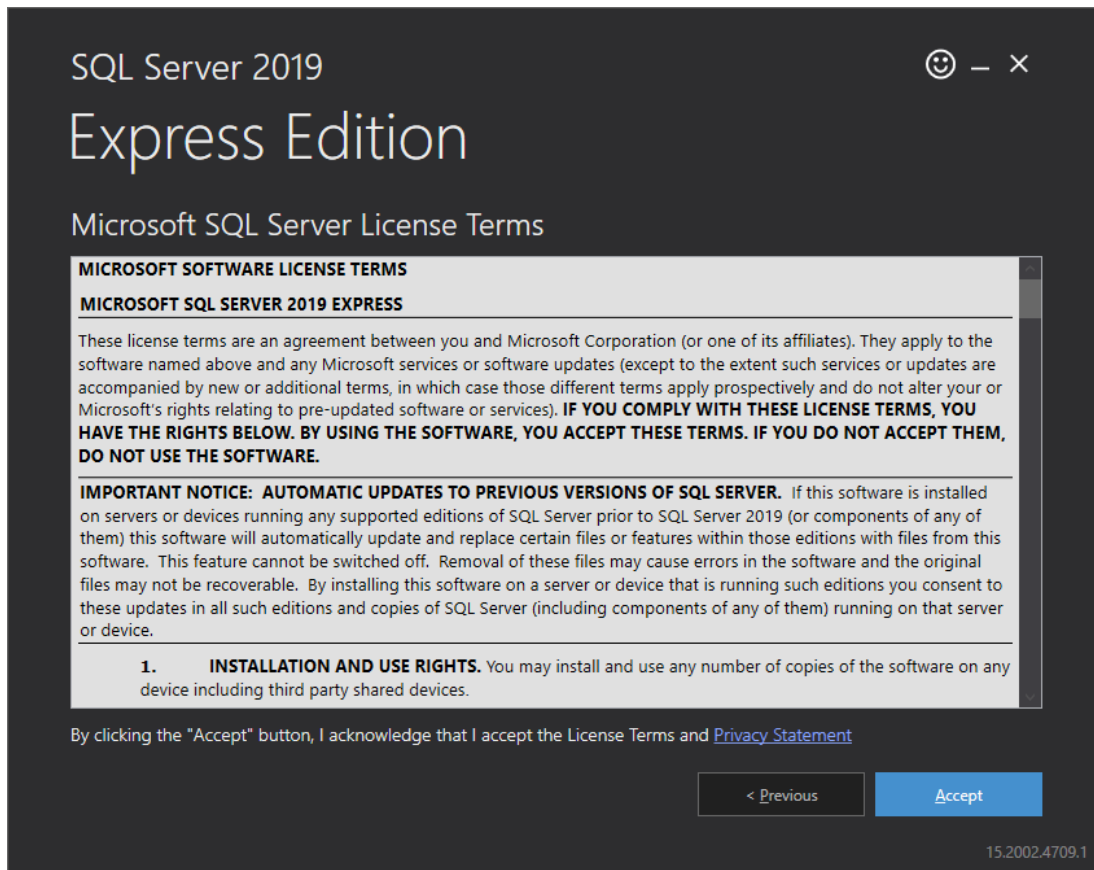 SQL Server 2019
Express Edition
Microsoft SQL Server License Terms
MICROSOFT SOFTWARE LICENSE TERMS
MICROSOFT SQL SERVER 2019 EXPRESS
These license terms are an agreement between you and Microsoft Corporation (or one of its affiliates). They apply to the
software named above and any Microsoft services or software updates (except to the extent such services or updates are
accompanied by new or additional terms, in which case those different terms apply prospectively and do not alter your or
Microsoft's rights relating to pre-updated software or services). IF YOU COMPLY WITH THESE LICENSE TERMS, YOU
HAVE THE RIGHTS BELOW. BY USING THE SOFTWARE, YOU ACCEPT THESE TERMS. IF YOU DO NOT ACCEPT THEM,
DO NOT USE THE SOFTWARE.
IMPORTANT NOTICE:  AUTOMATIC UPDATES TO PREVIOUS VERSIONS OF SQL SERVER.  If this software is installed
on servers or devices running any supported editions of SQL Server prior to SQL Server 2019 (or components of any of
them) this software will automatically update and replace certain files or features within those editions with files from this
software.  This feature cannot be switched off.  Removal of these files may cause errors in the software and the original
files may not be recoverable.  By installing this software on a server or device that is running such editions you consent to
these updates in all such editions and copies of SQL Server (including components of any of them) running on that server
or device.
1. INSTALLATION AND USE RIGHTS. You may install and use any number of copies of the software on any
device including third party shared devices.
By clicking the "Accept" button, I acknowledge that I accept the License Terms and Privacy Statement
< Previous
Accept
15.2002.4709.1